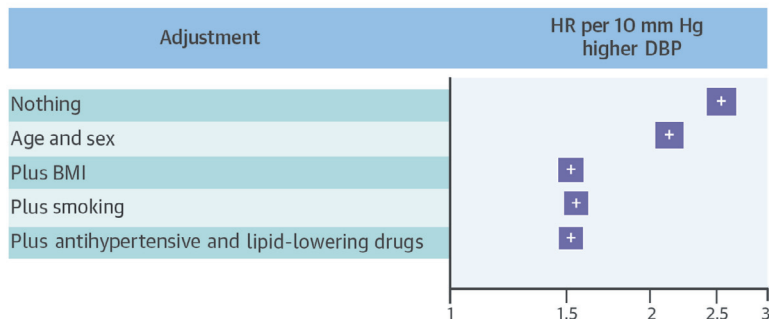 Adjustment
HR per 10 mm Hg
higher DBP
Nothing
Age and sex
Plus BMI
Plus smoking
Plus antihypertensive and lipid-lowering drugs
1 1.5 2 2.5 3